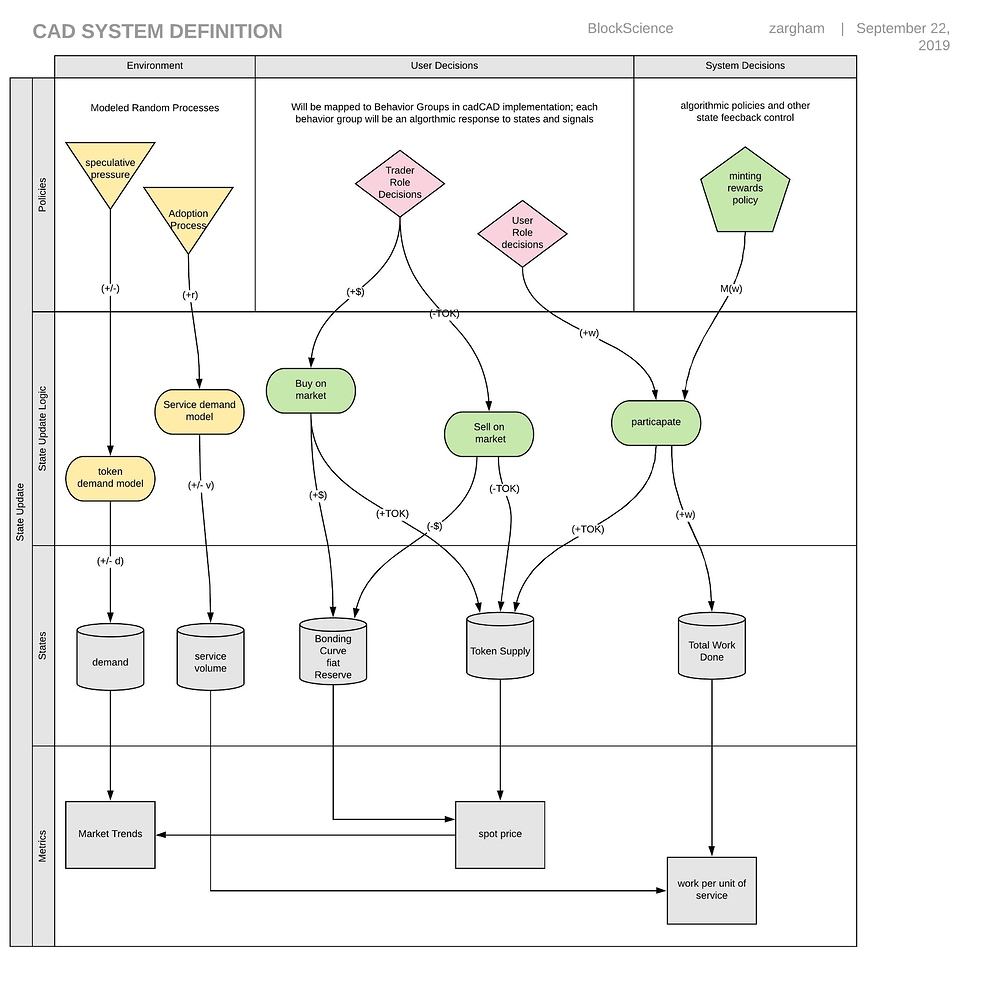 CAD SYSTEM DEFINITION
BlockScience
zargham | September 22,
2019
Environment
User Decisions
System Decisions
State Update
Policies
Modeled Random Processes
Will be mapped to Behavior Groups in cadCAD implementation; each
behavior group will be an algorthmic response to states and signals
algorithmic policies and other
state feecback control
speculative
pressure
Adoption
Process
Trader
Role
Decisions
User
Role
decisions
minting
rewards
policy
(+/-)
(+r)
(+$)
(-TOK)
(+w)
M(w)
State Update Logic
Service demand
model
token
demand model
Buy on
market
Sell on
market
particapate
(+/- v)
(+$)
(+TOK)
(-$)
(-TOK)
(+TOK)
(+w)
(+/- d)
States
demand
service
volume
Bonding
Curve
fiat
Reserve
Token Supply
Total Work
Done
Metrics
Market Trends
spot price
work per unit of
service